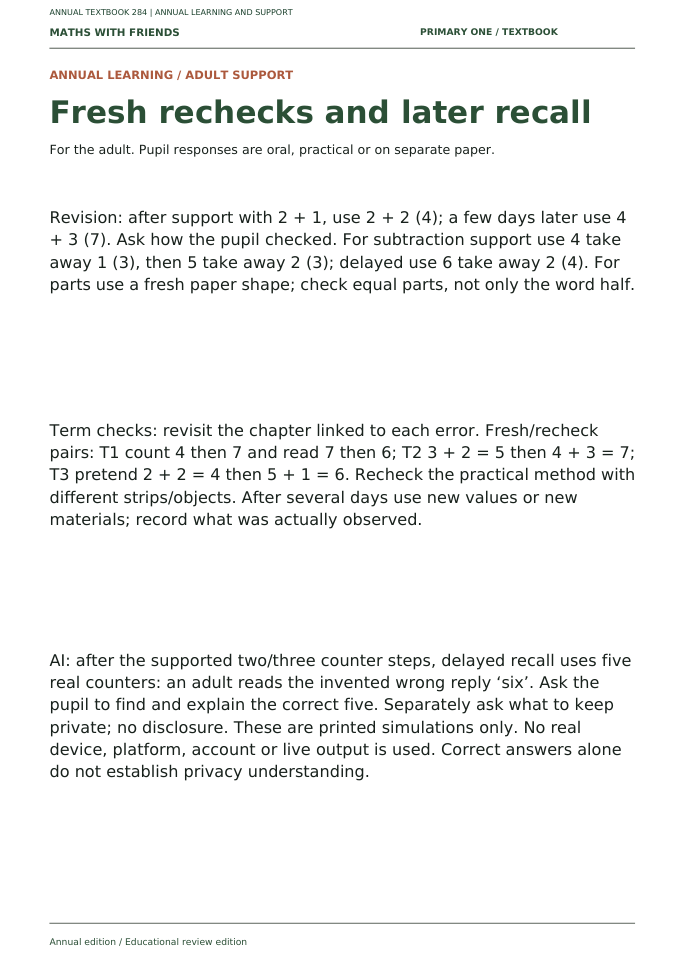 ANNUAL TEXTBOOK 284 | ANNUAL LEARNING AND SUPPORT
MATHS WITH FRIENDS
PRIMARY ONE / TEXTBOOK
ANNUAL LEARNING / ADULT SUPPORT
Fresh rechecks and later recall
For the adult. Pupil responses are oral, practical or on separate paper.
Revision: after support with 2 + 1, use 2 + 2 (4); a few days later use 4
+ 3 (7). Ask how the pupil checked. For subtraction support use 4 take
away 1 (3), then 5 take away 2 (3); delayed use 6 take away 2 (4). For
parts use a fresh paper shape; check equal parts, not only the word half.
Term checks: revisit the chapter linked to each error. Fresh/recheck
pairs: T1 count 4 then 7 and read 7 then 6; T2 3 + 2 = 5 then 4 + 3 = 7;
T3 pretend 2 + 2 = 4 then 5 + 1 = 6. Recheck the practical method with
different strips/objects. After several days use new values or new
materials; record what was actually observed.
AI: after the supported two/three counter steps, delayed recall uses five
real counters: an adult reads the invented wrong reply ‘six’. Ask the
pupil to find and explain the correct five. Separately ask what to keep
private; no disclosure. These are printed simulations only. No real
device, platform, account or live output is used. Correct answers alone
do not establish privacy understanding.
Annual edition / Educational review edition